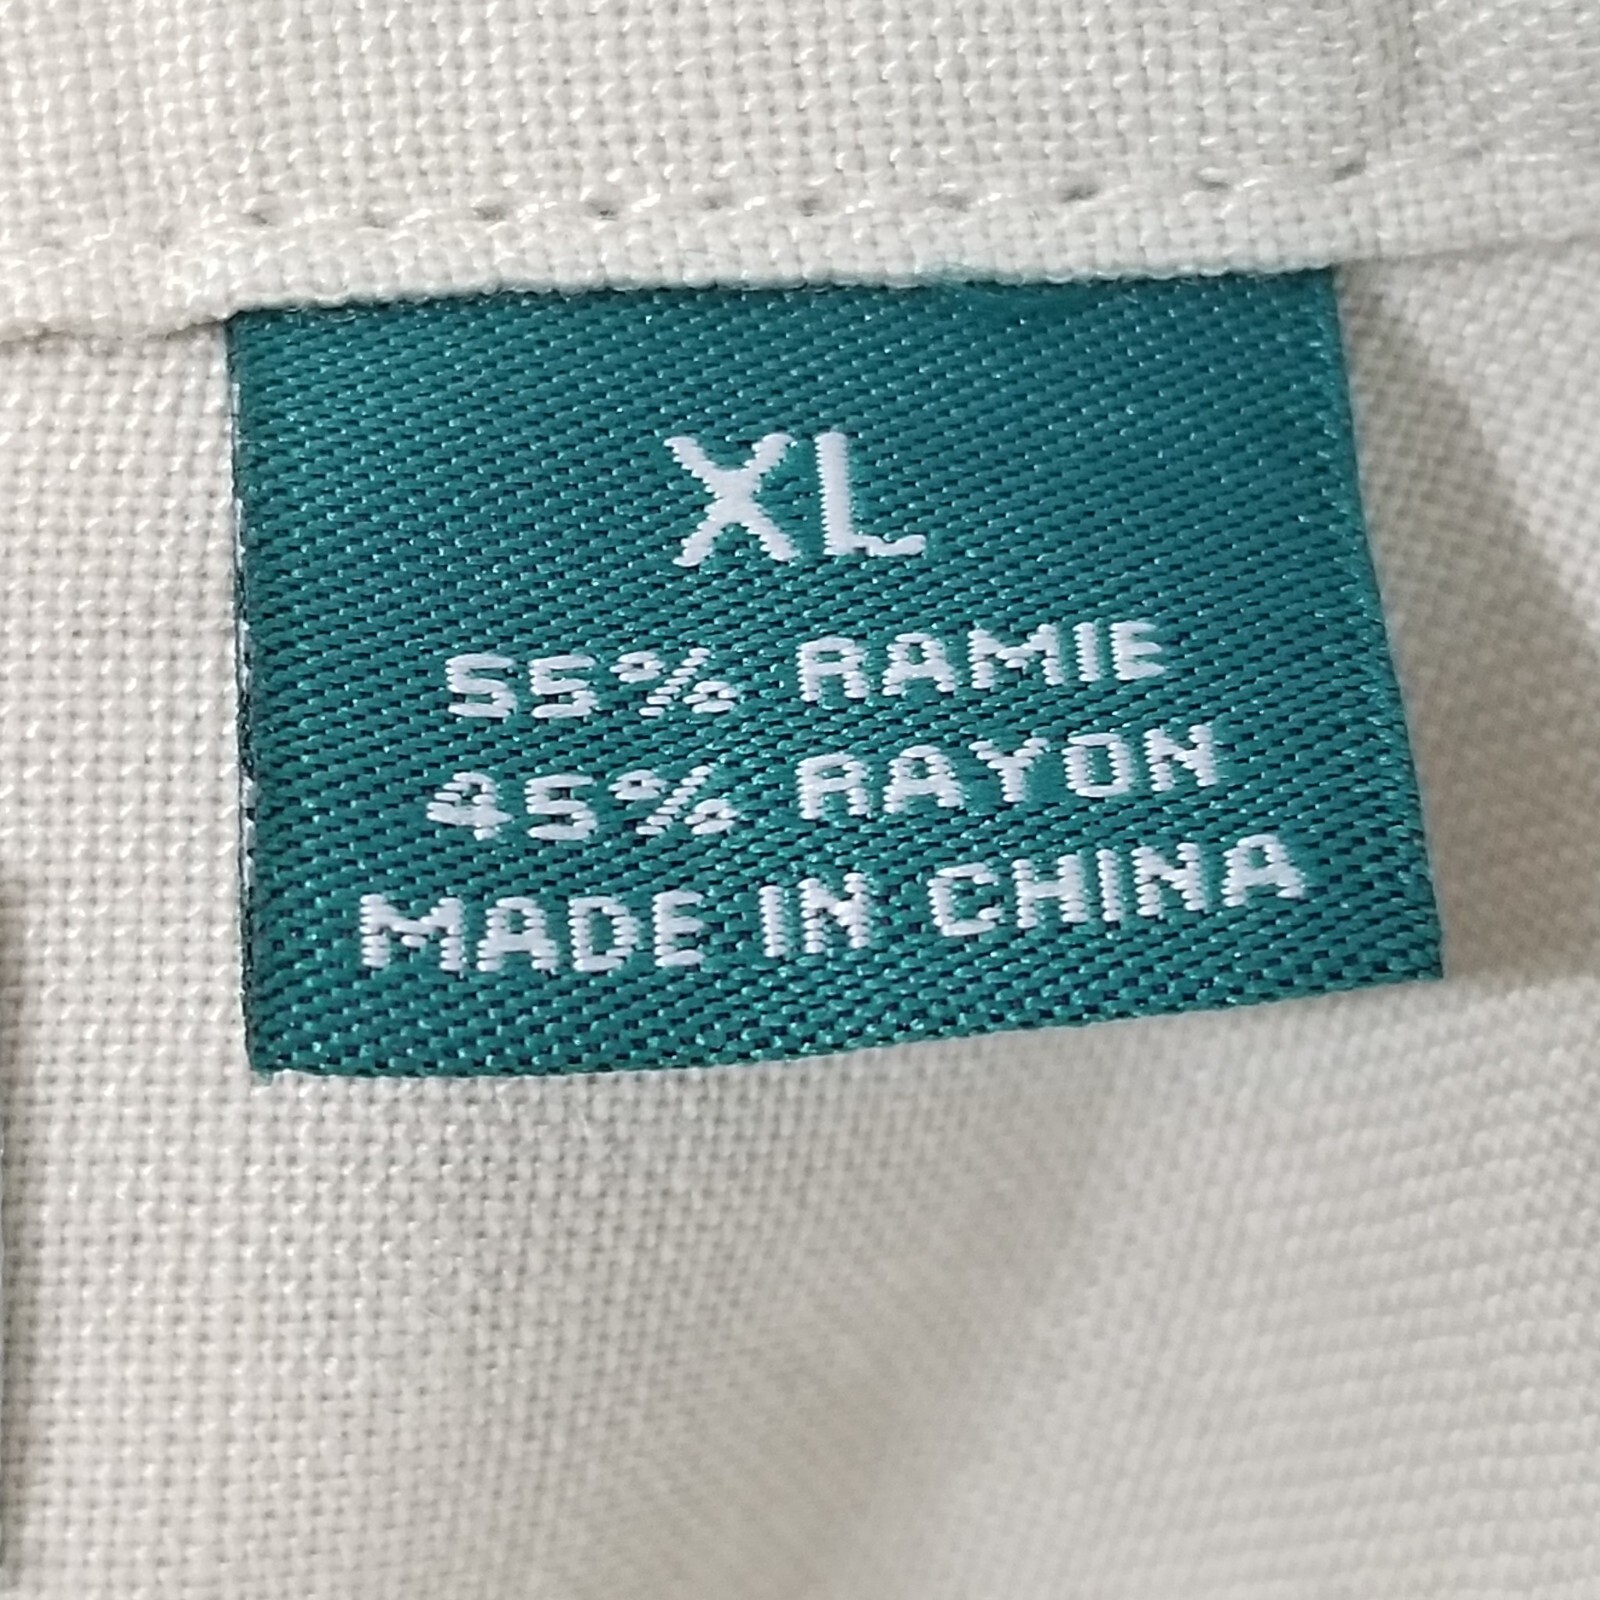 XL
55% RAMIE
45% RAYON
MADE IN CHINA